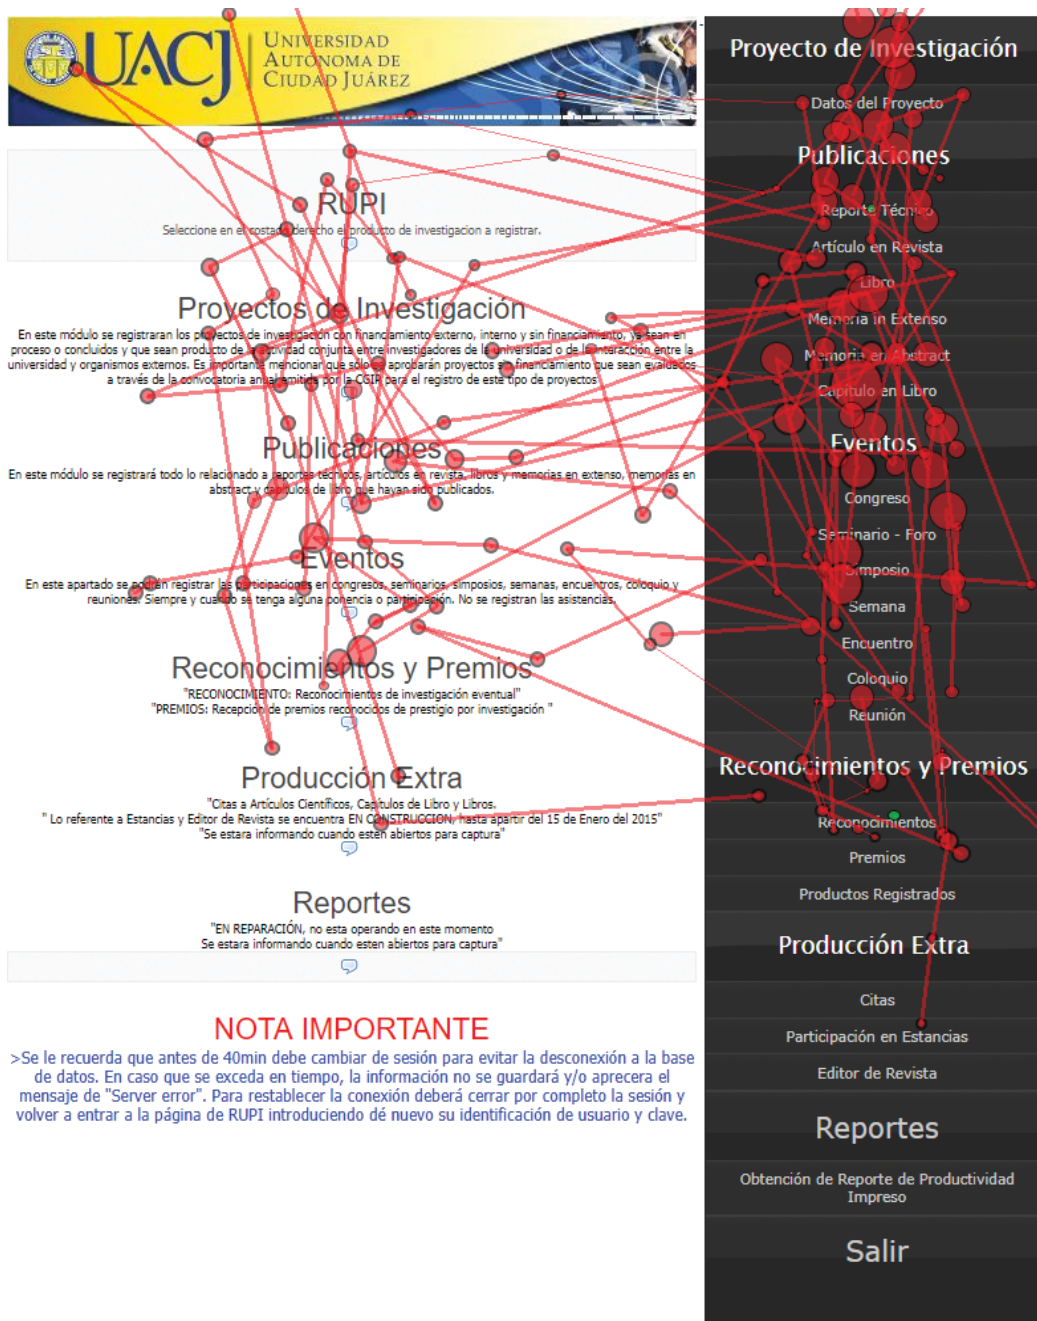 UACJ
UNIVERSIDAD
AUTÓNOMA DE
CIUDAD JUÁREZ
RUPI
Seleccione en el costado derecho el producto de investigacion a registrar.
Proyectos de Investigación
En este módulo se registraran los proyectos de investigación con financiamiento externo, interno y sin financiamiento, ya sean en
proceso o concluidos y que sean producto de la actividad conjunta entre investigadores de la universidad o de la interacción entre la
universidad y organismos externos. Es importante mencionar que sólo se aprobarán proyectos sin financiamiento que sean evaluados
a través de la convocatoria anual emitida por la CGIP para el registro de este tipo de proyectos
Publicaciones
En este módulo se registrará todo lo relacionado a reportes técnicos, artículos en revista, libros y memorias en extenso, memorias en
abstract y capítulos de libro que hayan sido publicados.
Eventos
En este apartado se podrán registrar las participaciones en congresos, seminarios, simposios, semanas, encuentros, coloquio y
reuniones. Siempre y cuando se tenga alguna ponencia o participación. No se registran las asistencias.
Reconocimientos y Premios
"RECONOCIMIENTO: Reconocimientos de investigación eventual"
"PREMIOS: Recepción de premios reconocidos de prestigio por investigación "
Producción Extra
"Citas a Artículos Científicos, Capítulos de Libro y Libros.
" Lo referente a Estancias y Editor de Revista se encuentra EN CONSTRUCCION, hasta apartir del 15 de Enero del 2015"
"Se estara informando cuando esten abiertos para captura"
Reportes
"EN REPARACIÓN, no esta operando en este momento
Se estara informando cuando esten abiertos para captura"
NOTA IMPORTANTE
>Se le recuerda que antes de 40min debe cambiar de sesión para evitar la desconexión a la base
de datos. En caso que se exceda en tiempo, la información no se guardará y/o aprecera el
mensaje de "Server error". Para restablecer la conexión deberá cerrar por completo la sesión y
volver a entrar a la página de RUPI introduciendo dé nuevo su identificación de usuario y clave.
Proyecto de Investigación
Datos del Proyecto
Publicaciones
Reporte Técnico
Artículo en Revista
Libro
Memoria in Extenso
Memoria en Abstract
Capitulo en Libro
Eventos
Congreso
Seminario - Foro
Simposio
Semana
Encuentro
Coloquio
Reunión
Reconocimientos y Premios
Reconocimientos
Premios
Productos Registrados
Producción Extra
Citas
Participación en Estancias
Editor de Revista
Reportes
Obtención de Reporte de Productividad
Impreso
Salir